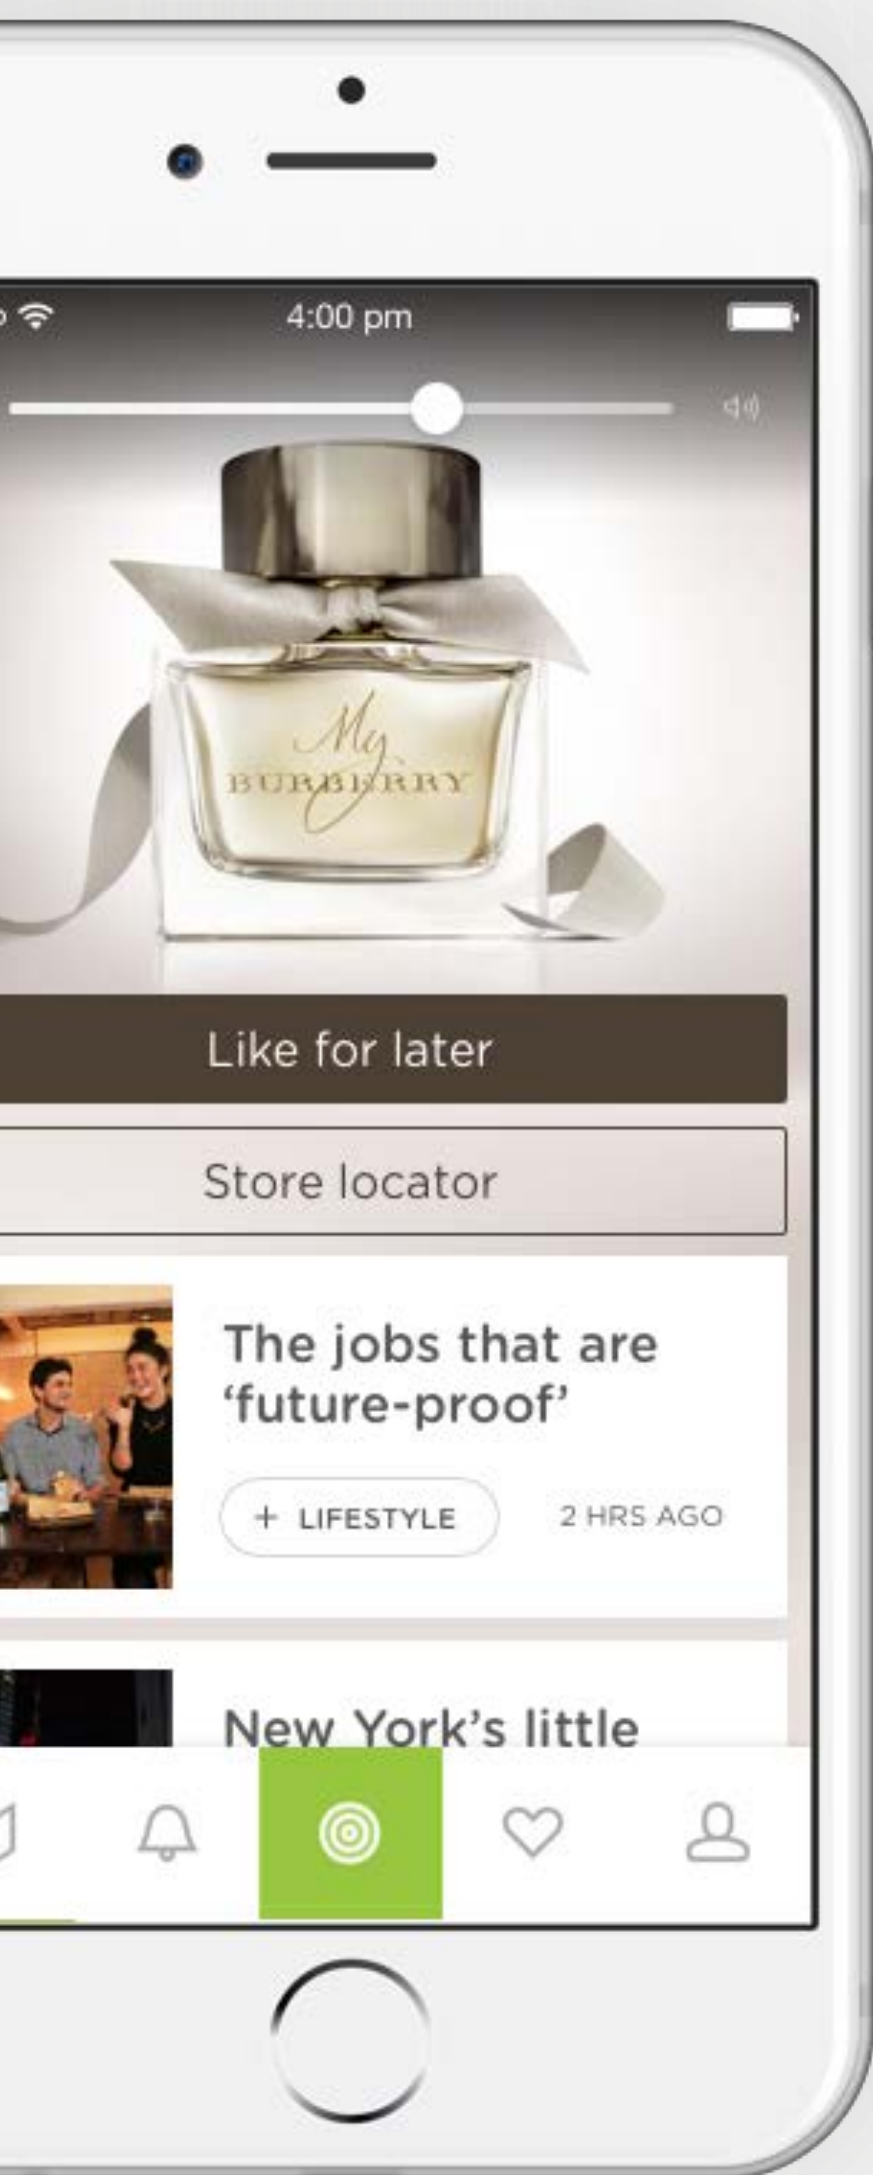 4:00 pm
My
BURBERRY
Like for later
Store locator
The jobs that are
‘future-proof’
+ LIFESTYLE
2 HRS AGO
New York’s little